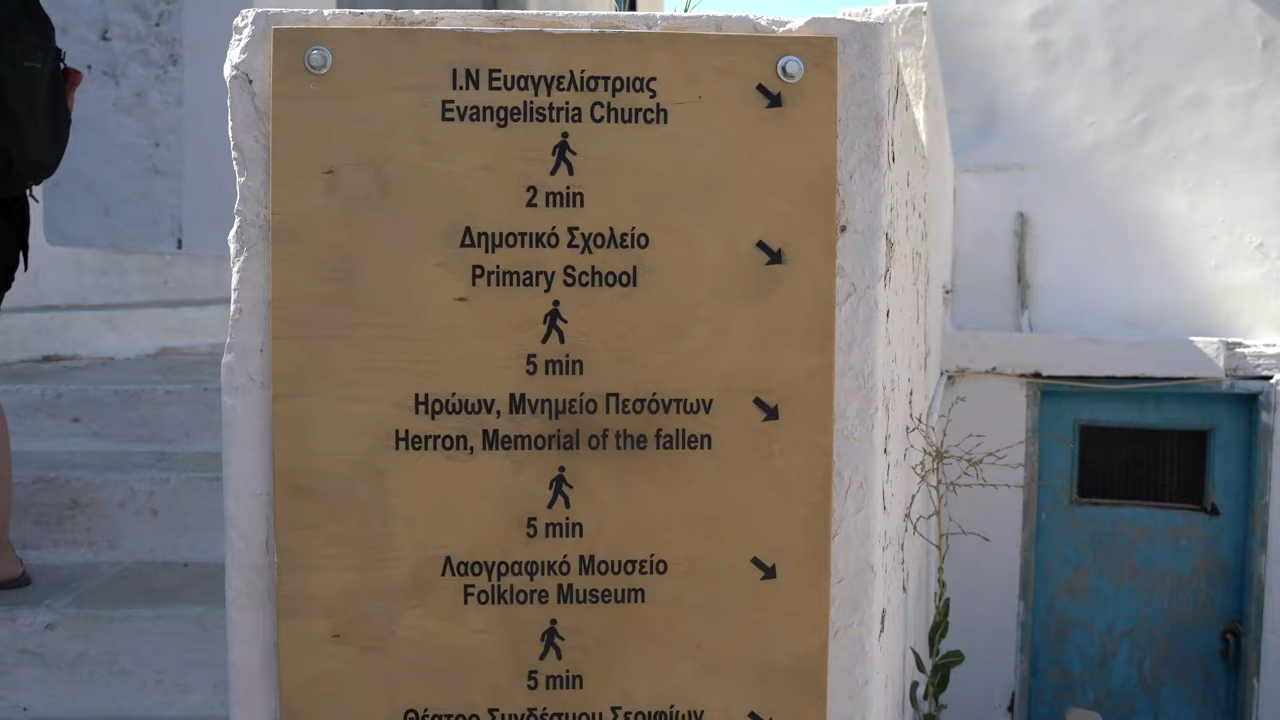 Ι.Ν Ευαγγελίστριας
Evangelistria Church
2 min
Δημοτικό Σχολείο
Primary School
5 min
Ηρώων, Μνημείο Πεσόντων
Herron, Memorial of the fallen
5 min
Λαογραφικό Μουσείο
Folklore Museum
5 min
Θέατρο Συνδέσμου Σεριφίων